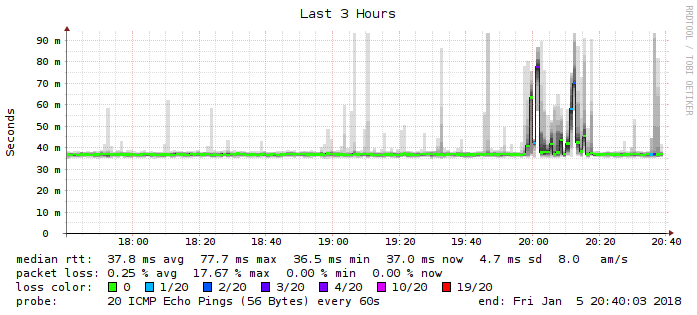 Last 3 Hours
RRDTOOL / TOBI OETIKER
Seconds
90 m
80 m
70 m
60 m
50 m
40 m
30 m
20 m
10 m
0
18:00 18:20 18:40 19:00 19:20 19:40 20:00 20:20 20:40
median rtt: 37.8 ms avg 77.7 ms max 36.5 ms min 37.0 ms now 4.7 ms sd 8.0 am/s
packet loss: 0.25 % avg 17.67 % max 0.00 % min 0.00 % now
loss color: 0 1/20 2/20 3/20 4/20 10/20 19/20
probe: 20 ICMP Echo Pings (56 Bytes) every 60s end: Fri Jan 5 20:40:03 2018